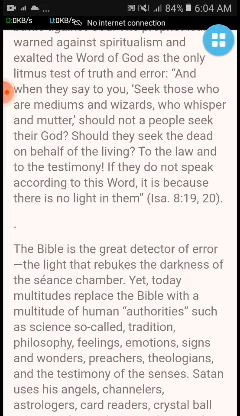 0:KB/s
U:0KB/s
No internet connection
84%
6:04 AM
warned against spiritualism and
exalted the Word of God as the only
litmus test of truth and error: “And
when they say to you, ‘Seek those who
are mediums and wizards, who whisper
and mutter,’ should not a people seek
their God? Should they seek the dead
on behalf of the living? To the law and
to the testimony! If they do not speak
according to this Word, it is because
there is no light in them” (Isa. 8:19, 20).
.
The Bible is the great detector of error
—the light that rebukes the darkness of
the séance chamber. Yet, today
multitudes replace the Bible with a
multitude of human “authorities” such
as science so-called, tradition,
philosophy, feelings, emotions, signs
and wonders, preachers, theologians,
and the testimony of the senses. Satan
uses his angels, channelers,
astrologers, card readers, crystal ball